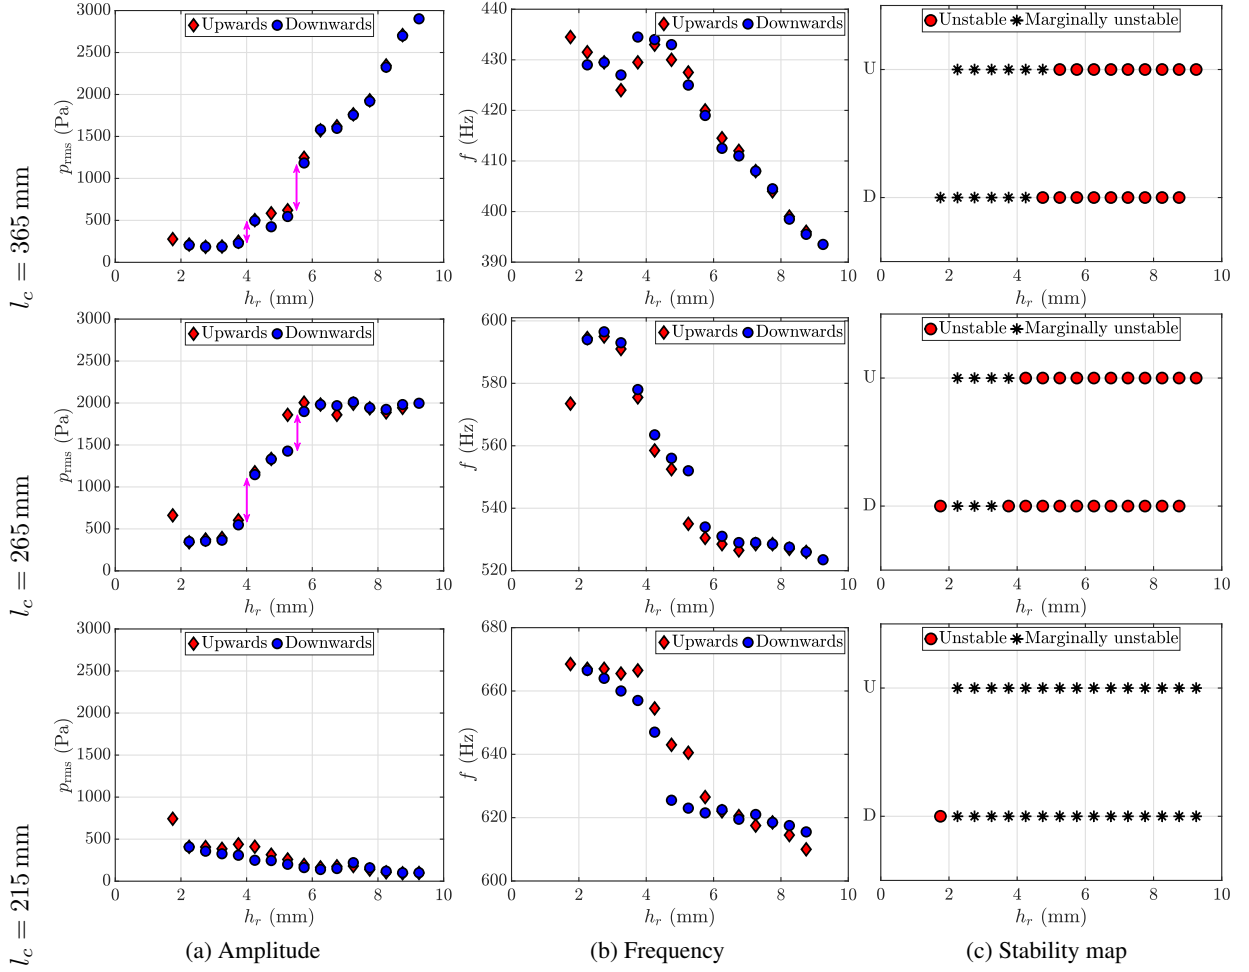 l_c = 365 mm
3000
2500
2000
1500
1000
500
0
p_rms (Pa)
Upwards Downwards
0 2 4 6 8 10
h_r (mm)
440
430
420
410
400
390
f (Hz)
Upwards Downwards
0 2 4 6 8 10
h_r (mm)
Unstable Marginally unstable
U
D
0 2 4 6 8 10
h_r (mm)
l_c = 265 mm
3000
2500
2000
1500
1000
500
0
p_rms (Pa)
Upwards Downwards
0 2 4 6 8 10
h_r (mm)
600
580
560
540
520
f (Hz)
Upwards Downwards
0 2 4 6 8 10
h_r (mm)
Unstable Marginally unstable
U
D
0 2 4 6 8 10
h_r (mm)
l_c = 215 mm
3000
2500
2000
1500
1000
500
0
p_rms (Pa)
Upwards Downwards
0 2 4 6 8 10
h_r (mm)
680
660
640
620
600
f (Hz)
Upwards Downwards
0 2 4 6 8 10
h_r (mm)
Unstable Marginally unstable
U
D
0 2 4 6 8 10
h_r (mm)
(a) Amplitude
(b) Frequency
(c) Stability map